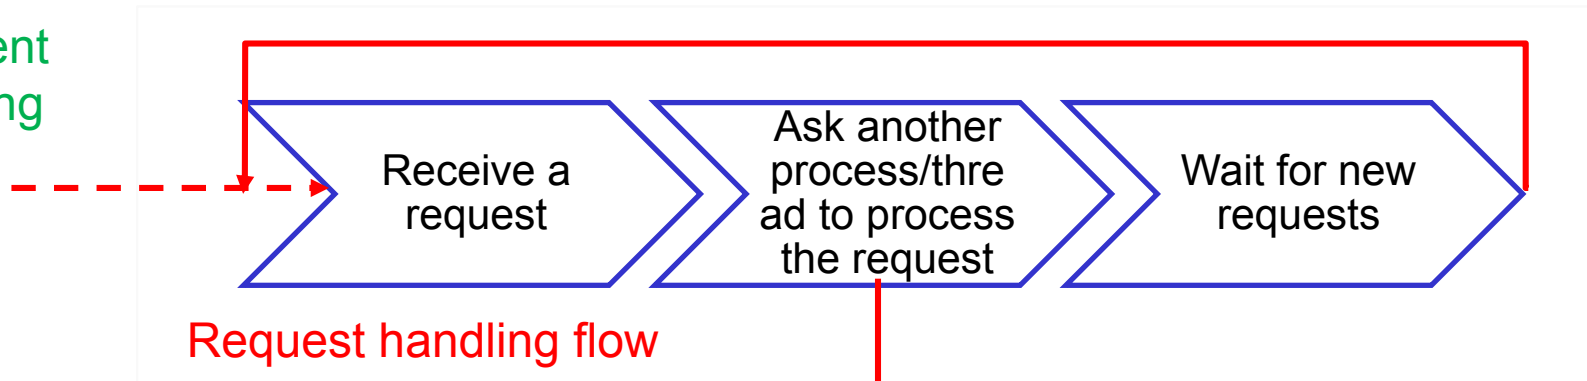 ent
ng
Receive a
request
Ask another
process/thre
ad to process
the request
Wait for new
requests
Request handling flow